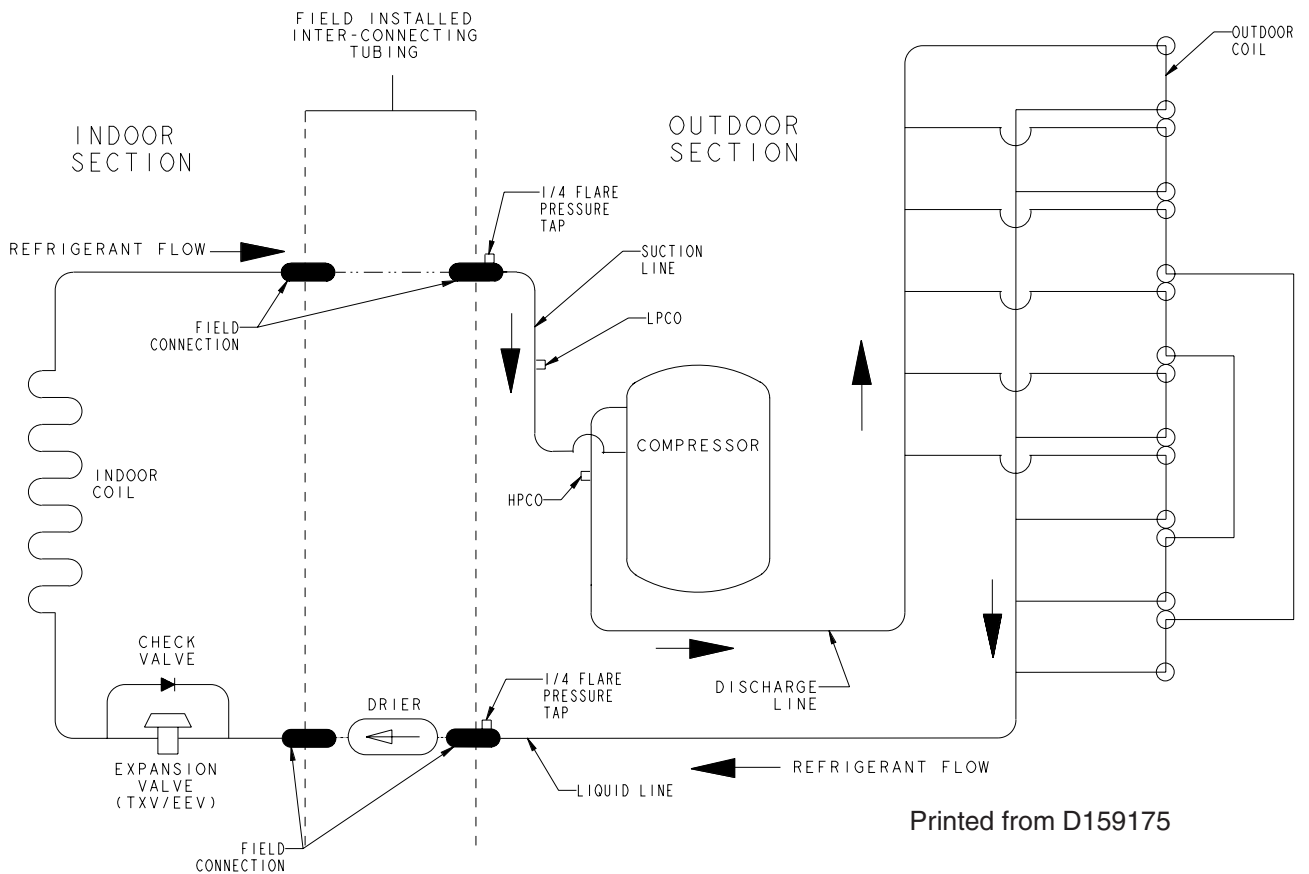 FIELD INSTALLED
INTER-CONNECTING
TUBING
OUTDOOR
COIL
INDOOR
SECTION
OUTDOOR
SECTION
1/4 FLARE
PRESSURE
TAP
REFRIGERANT FLOW
SUCTION
LINE
FIELD
CONNECTION
LPCO
COMPRESSOR
INDOOR
COIL
HPCO
CHECK
VALVE
DRIER
1/4 FLARE
PRESSURE
TAP
DISCHARGE
LINE
EXPANSION
VALVE
(TXV/EEV)
LIQUID LINE
REFRIGERANT FLOW
FIELD
CONNECTION
Printed from D159175